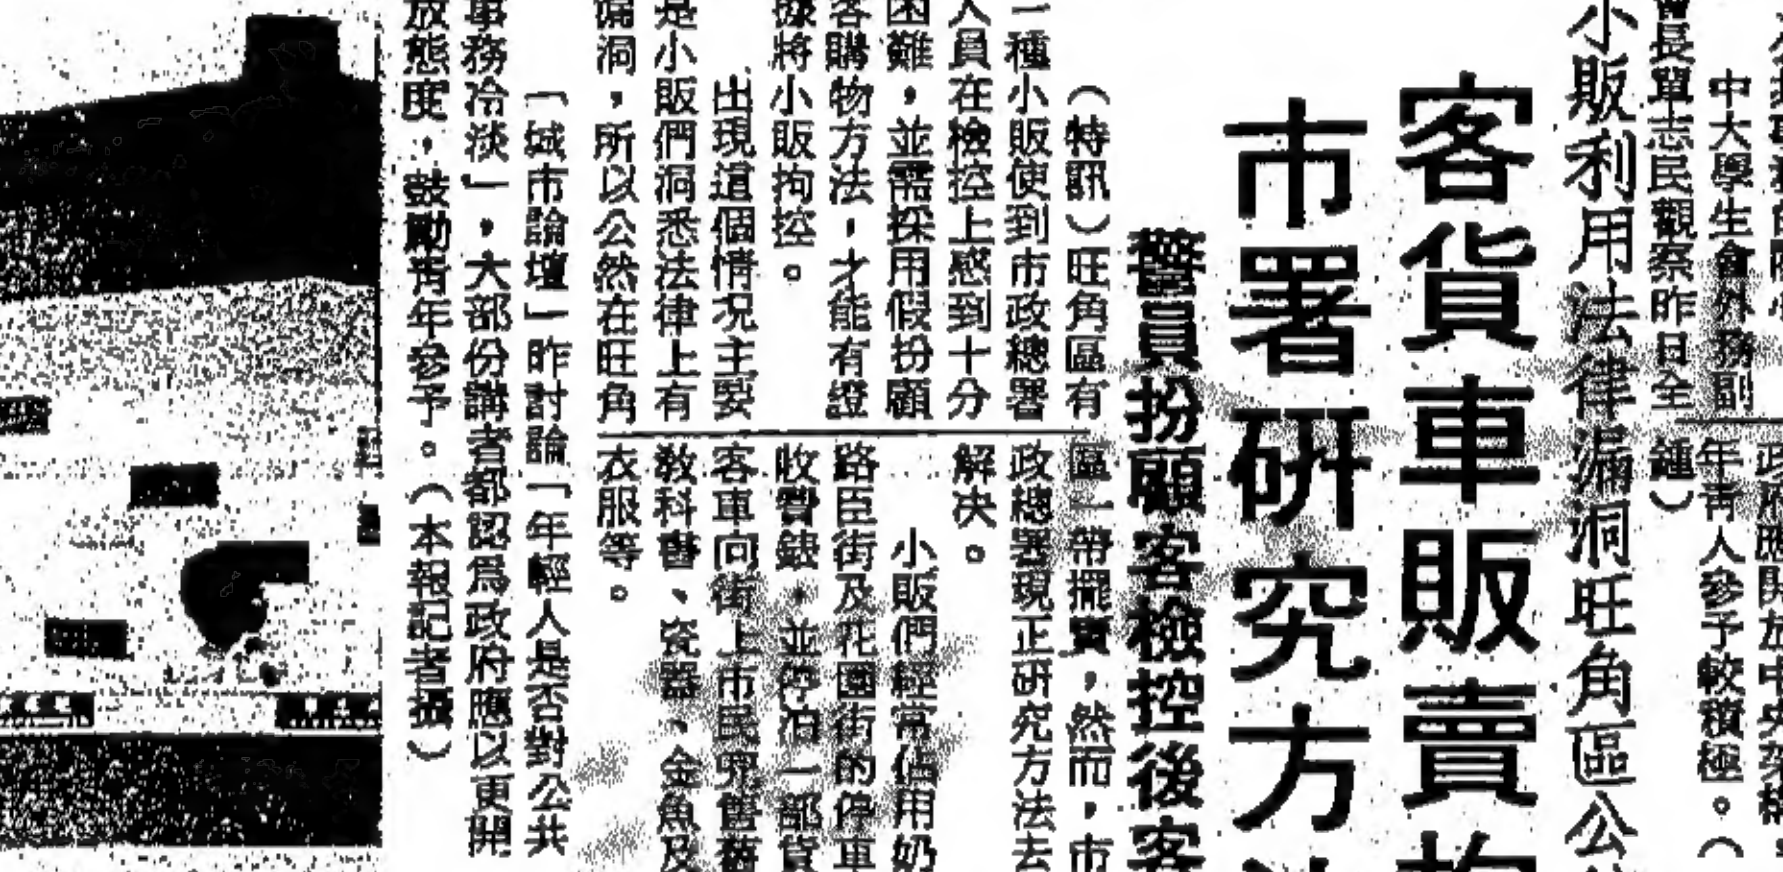 中大學生會外務副
會長單志民觀察昨日全
年青人參予較積極。（
鍾）
小販利用法律漏洞旺角區公
客貨車販賣
市署研究方
警員扮顧客檢控後客
（特訊）旺角區有
一種小販使到市政總署
人員在檢控上感到十分
困難，並需採用假扮顧
客購物方法，才能有證
據將小販拘控。
出現這個情況主要
是小販們洞悉法律上有
漏洞，所以公然在旺角
區一帶擺賣，然而，市
政總署現正研究方法去
解决。
小販們經常佔用奶
路臣街及花園街的停車
收費錶，並停泊一部貨
客車向街上市民兜售舊
教科書、瓷器、金魚及
衣服等。
「城市論壇」昨討論「年輕人是否對公共
事務冷淡」，大部份講者都認爲政府應以更開
放態度，鼓勵青年參予。（本報記者攝）